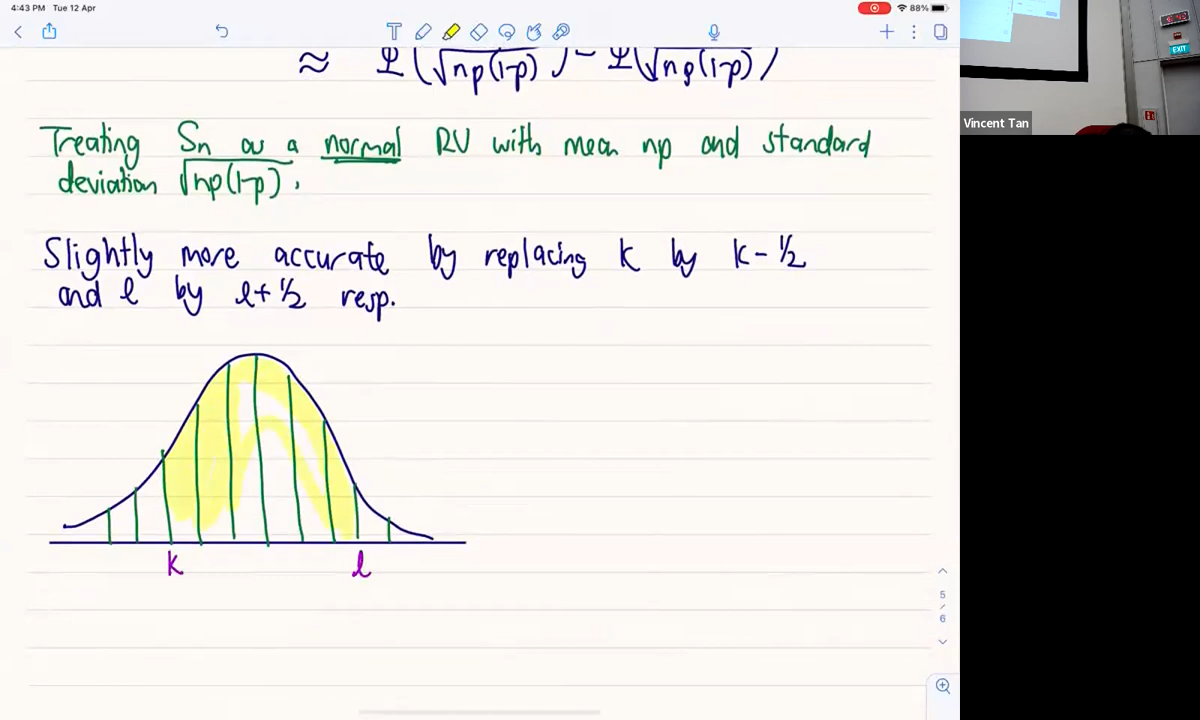 4:43 PM Tue 12 Apr
88%
≈ Φ(√np(1-p)) - Φ(√np(1-p))
Treating Sn as a normal RV with mean np and standard
deviation √np(1-p).
Slightly more accurate by replacing k by k-1/2
and l by l+1/2 resp.
k l
5
/
6
Vincent Tan
EXIT